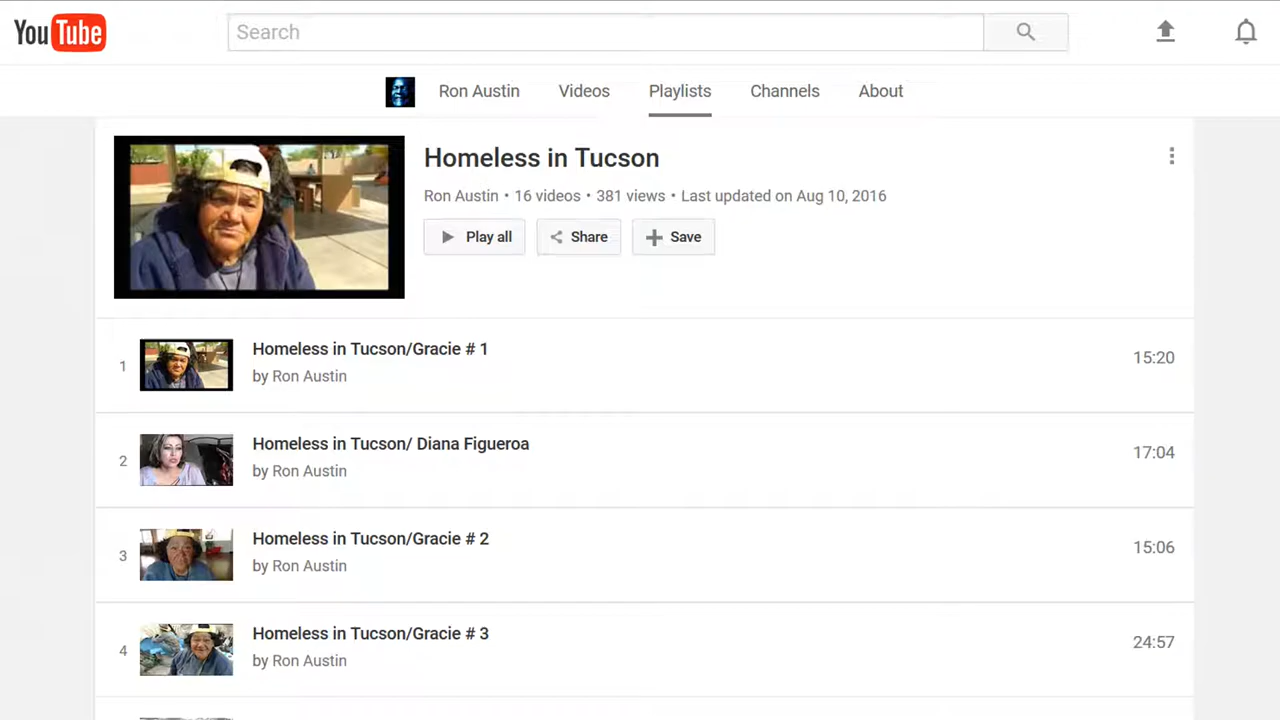 YouTube
Search
Ron Austin Videos Playlists Channels About
Homeless in Tucson
Ron Austin • 16 videos • 381 views • Last updated on Aug 10, 2016
Play all Share Save
1 Homeless in Tucson/Gracie # 1 15:20
by Ron Austin
2 Homeless in Tucson/ Diana Figueroa 17:04
by Ron Austin
3 Homeless in Tucson/Gracie # 2 15:06
by Ron Austin
4 Homeless in Tucson/Gracie # 3 24:57
by Ron Austin